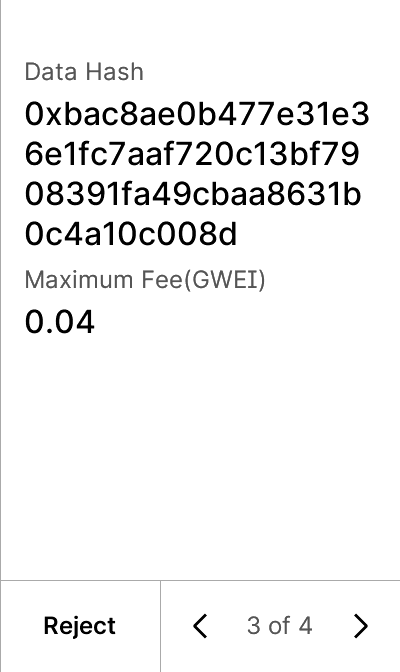 Data Hash
0xbac8ae0b477e31e3
6e1fc7aaf720c13bf79
08391fa49cbaa8631b
0c4a10c008d
Maximum Fee(GWEI)
0.04
Reject
3 of 4